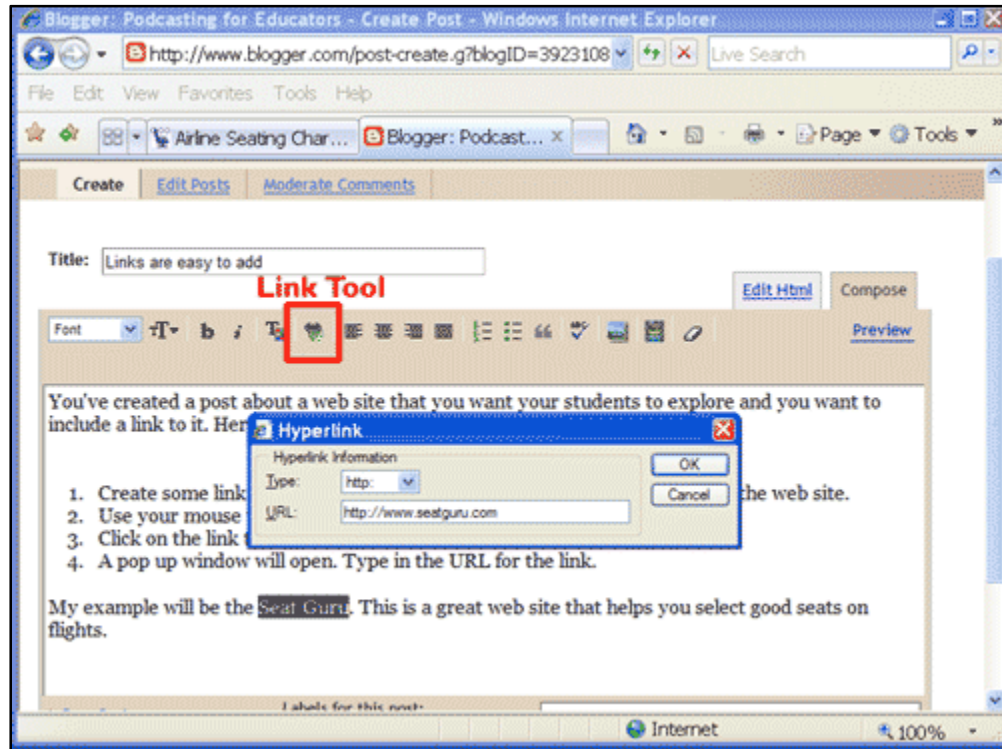 Blogger: Podcasting for Educators - Create Post - Windows Internet Explorer
http://www.blogger.com/post-create.g?blogID=3923108 Live Search
File Edit View Favorites Tools Help
Airline Seating Char... Blogger: Podcast... Page Tools
Create Edit Posts Moderate Comments
Title: Links are easy to add
Link Tool
Edit Html Compose
Font Preview
You've created a post about a web site that you want your students to explore and you want to
include a link to it.
Hyperlink
Hyperlink Information
Type: http: OK
URL: http://www.seatguru.com Cancel
1. Create some link the web site.
2. Use your mouse
3. Click on the link
4. A pop up window will open. Type in the URL for the link.
My example will be the Seat Guru. This is a great web site that helps you select good seats on
flights.
Labels for this post:
Internet 100%